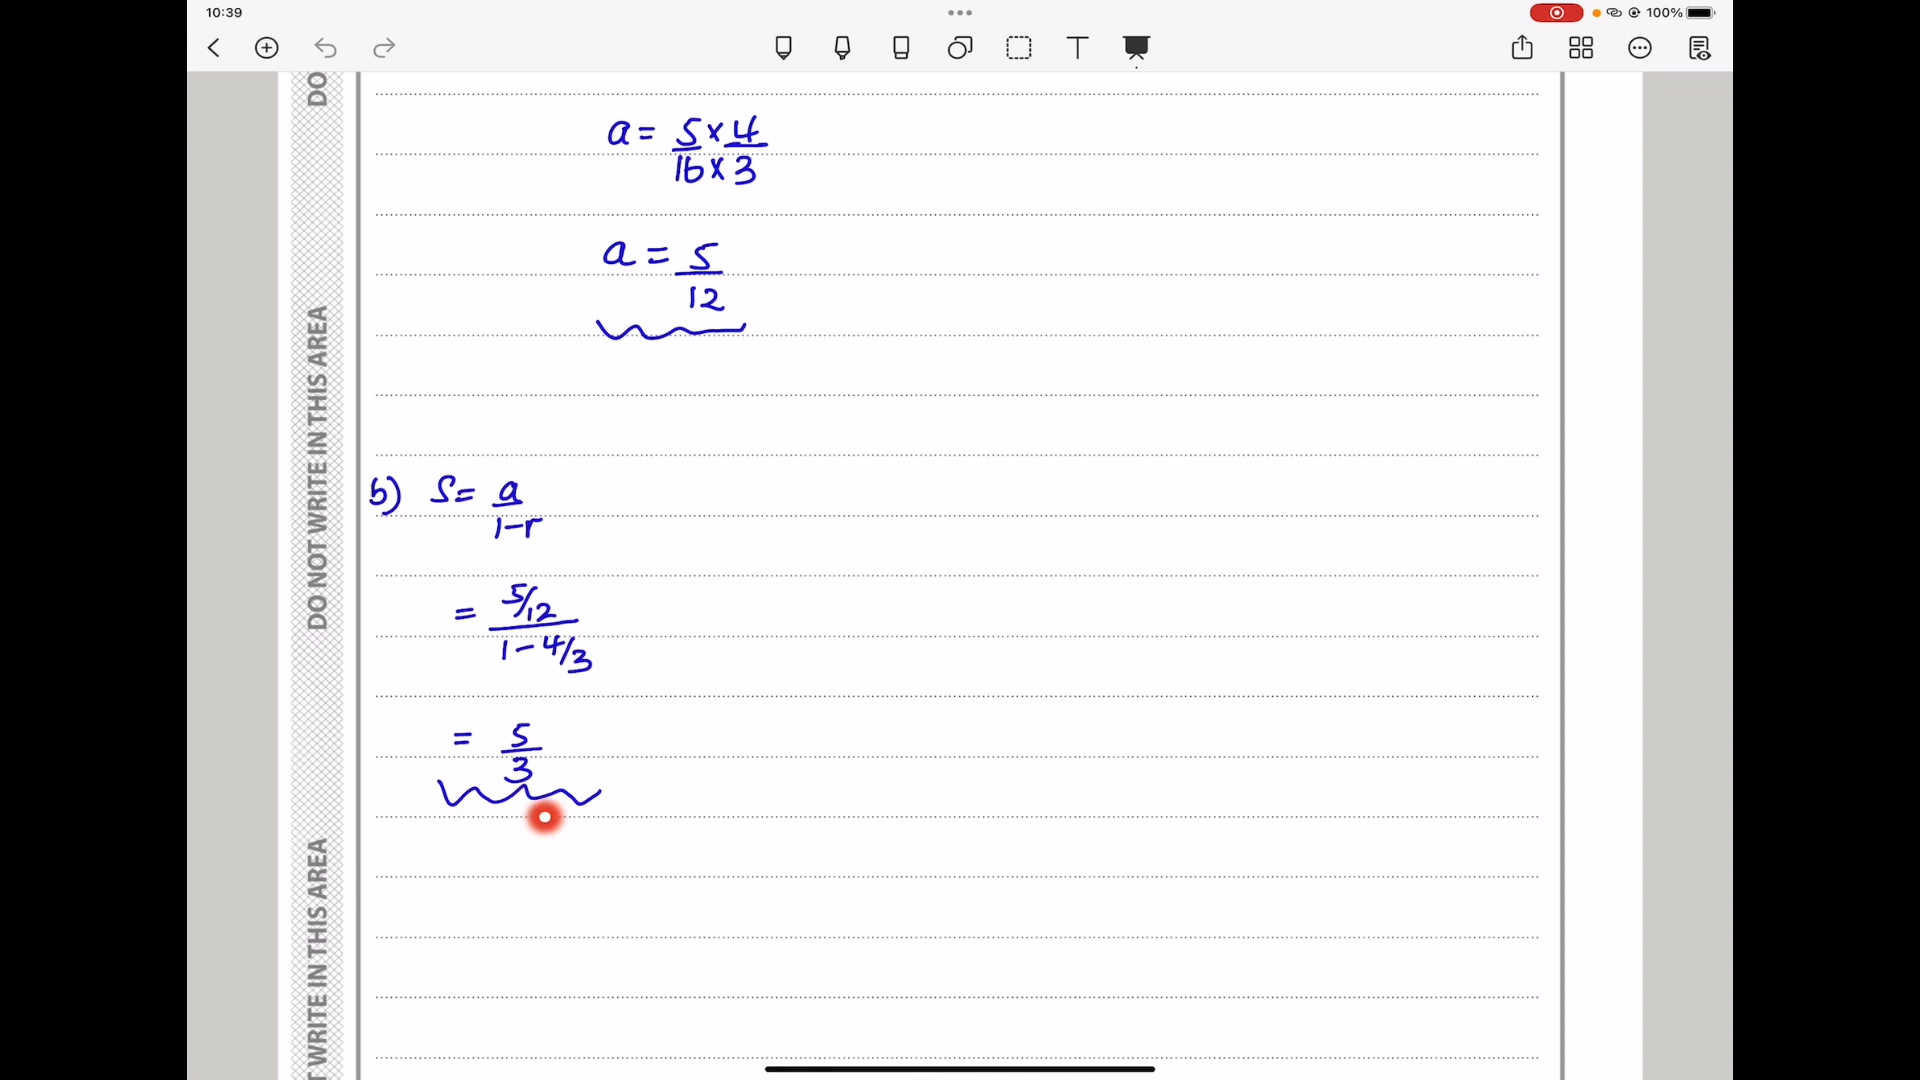 10:39
100%
DO
a = 5 × 4
16 × 3
a = 5
12
DO NOT WRITE IN THIS AREA
b) S = a
1-r
= 5/12
1 - 4/3
= 5
3
T WRITE IN THIS AREA